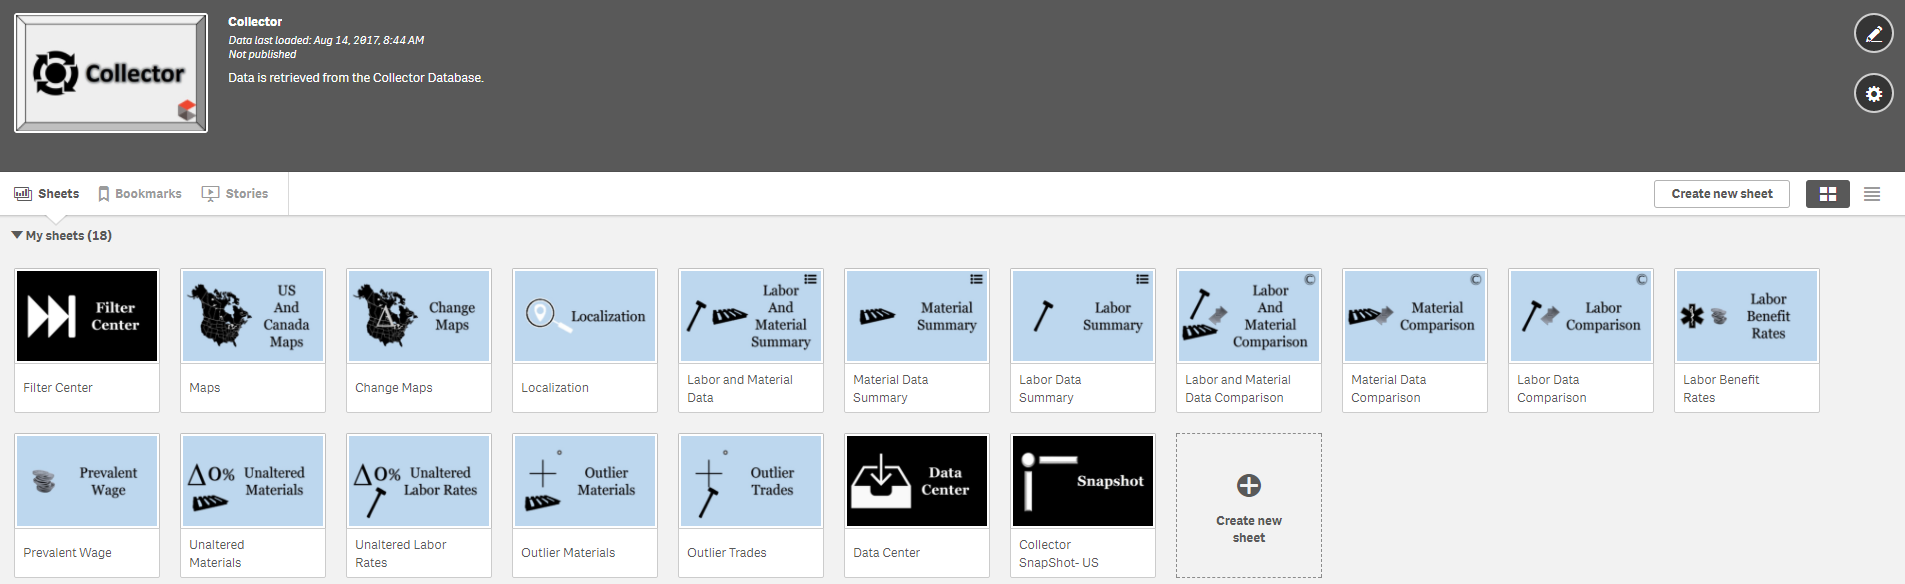 Collector
Collector
Data last loaded: Aug 14, 2017, 8:44 AM
Not published
Data is retrieved from the Collector Database.
Sheets
Bookmarks
Stories
Create new sheet
My sheets (18)
Filter
Center
Filter Center
US
And
Canada
Maps
Maps
Change
Maps
Change Maps
Localization
Localization
Labor
And
Material
Summary
Labor and Material
Data
Material
Summary
Material Data
Summary
Labor
Summary
Labor Data
Summary
©
Labor
And
Material
Comparison
Labor and Material
Data Comparison
©
Material
Comparison
Material Data
Comparison
©
Labor
Comparison
Labor Data
Comparison
Labor
Benefit
Rates
Labor Benefit
Rates
Prevalent
Wage
Prevalent Wage
Δ0% Unaltered
Materials
Unaltered
Materials
Δ0% Unaltered
Labor Rates
Unaltered Labor
Rates
Outlier
Materials
Outlier Materials
Outlier
Trades
Outlier Trades
Data
Center
Data Center
Snapshot
Collector
SnapShot- US
Create new
sheet